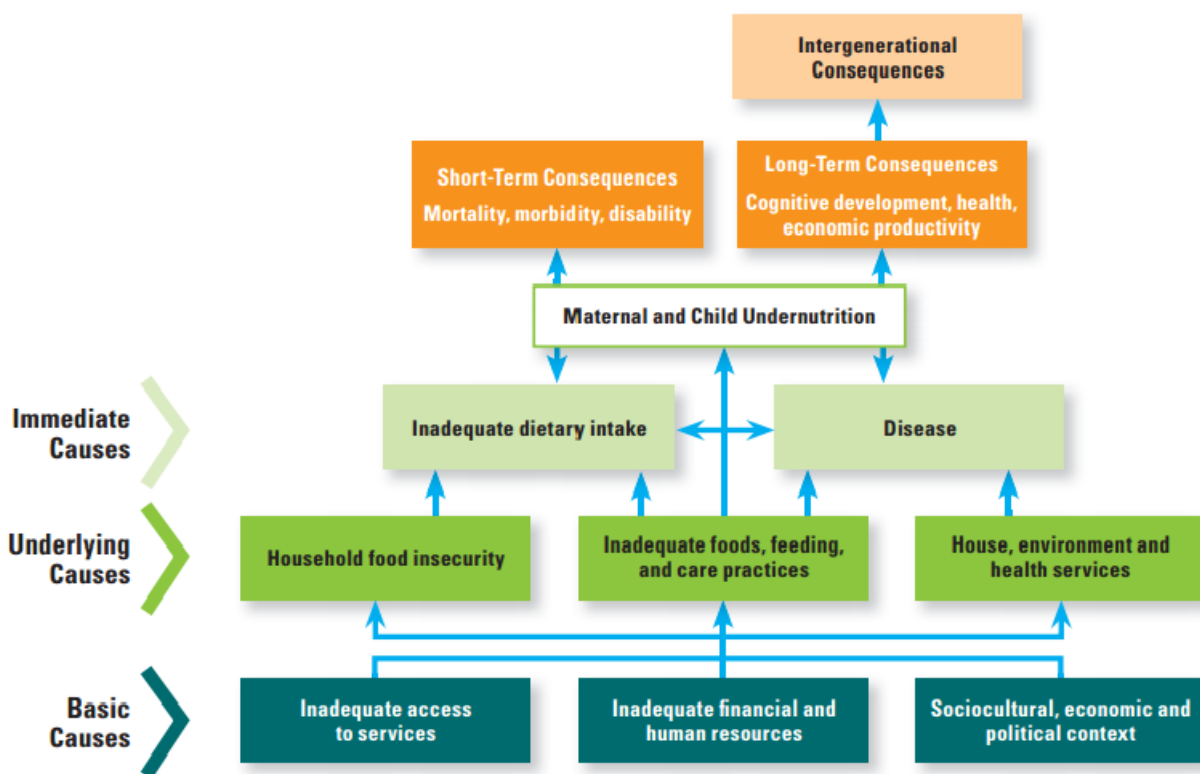 Intergenerational
Consequences
Short-Term Consequences
Mortality, morbidity, disability
Long-Term Consequences
Cognitive development, health,
economic productivity
Maternal and Child Undernutrition
Immediate
Causes
Inadequate dietary intake
Disease
Underlying
Causes
Household food insecurity
Inadequate foods, feeding,
and care practices
House, environment and
health services
Basic
Causes
Inadequate access
to services
Inadequate financial and
human resources
Sociocultural, economic and
political context